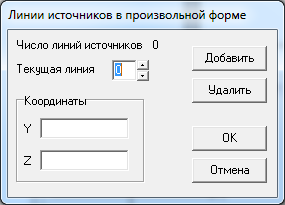 Линии источников в произвольной форме
Число линий источников 0
Добавить
Текущая линия 0
Удалить
Координаты
Y
Z
OK
Отмена